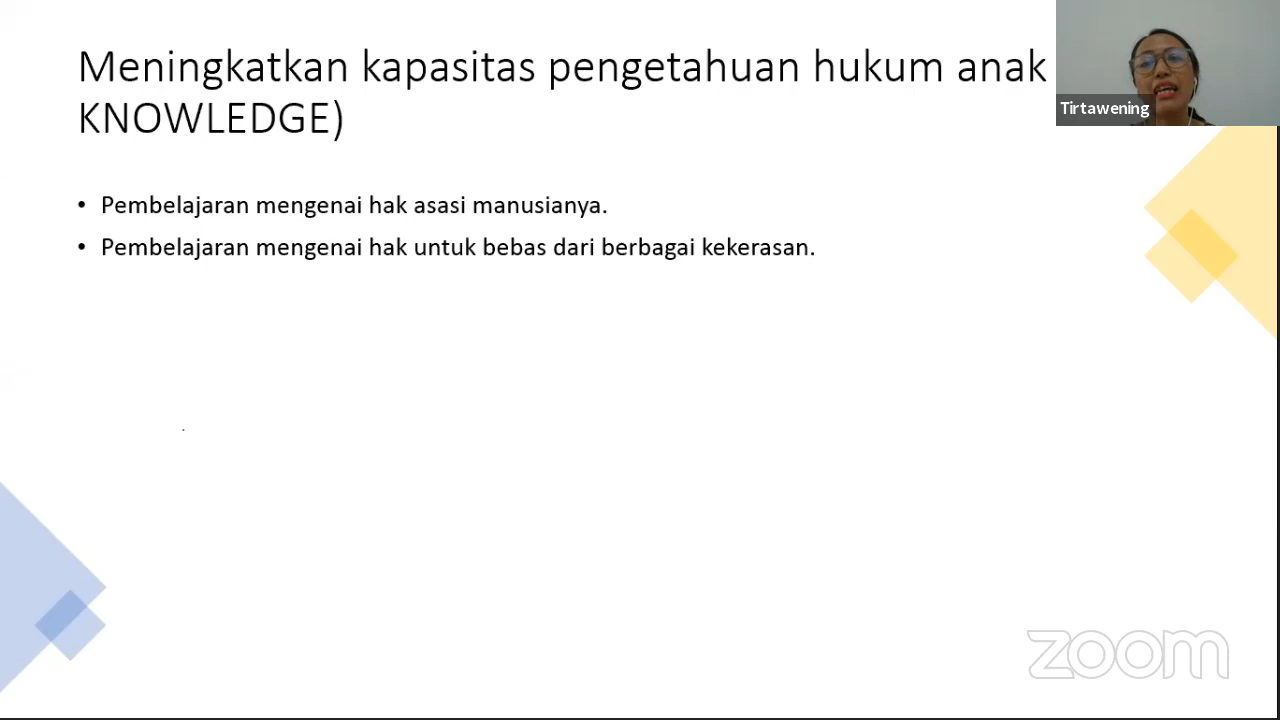 Meningkatkan kapasitas pengetahuan hukum anak
KNOWLEDGE)
Tirtawening
• Pembelajaran mengenai hak asasi manusianya.
• Pembelajaran mengenai hak untuk bebas dari berbagai kekerasan.
zoom